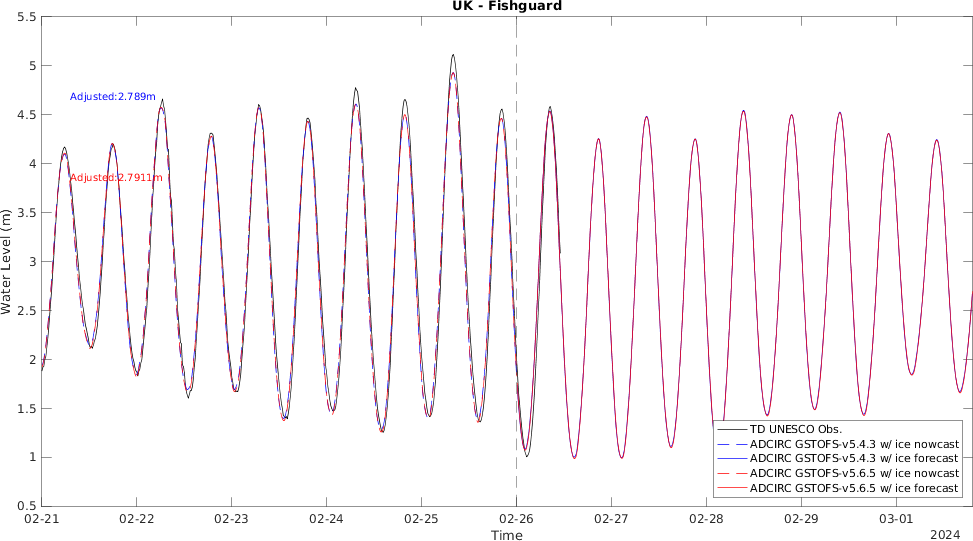 UK - Fishguard
5.5
5
4.5
4
3.5
3
2.5
2
1.5
1
0.5
Water Level (m)
Adjusted:2.789m
Adjusted:2.7911m
TD UNESCO Obs.
ADCIRC GSTOFS-v5.4.3 w/ ice nowcast
ADCIRC GSTOFS-v5.4.3 w/ ice forecast
ADCIRC GSTOFS-v5.6.5 w/ ice nowcast
ADCIRC GSTOFS-v5.6.5 w/ ice forecast
02-21 02-22 02-23 02-24 02-25 02-26 02-27 02-28 02-29 03-01
Time
2024